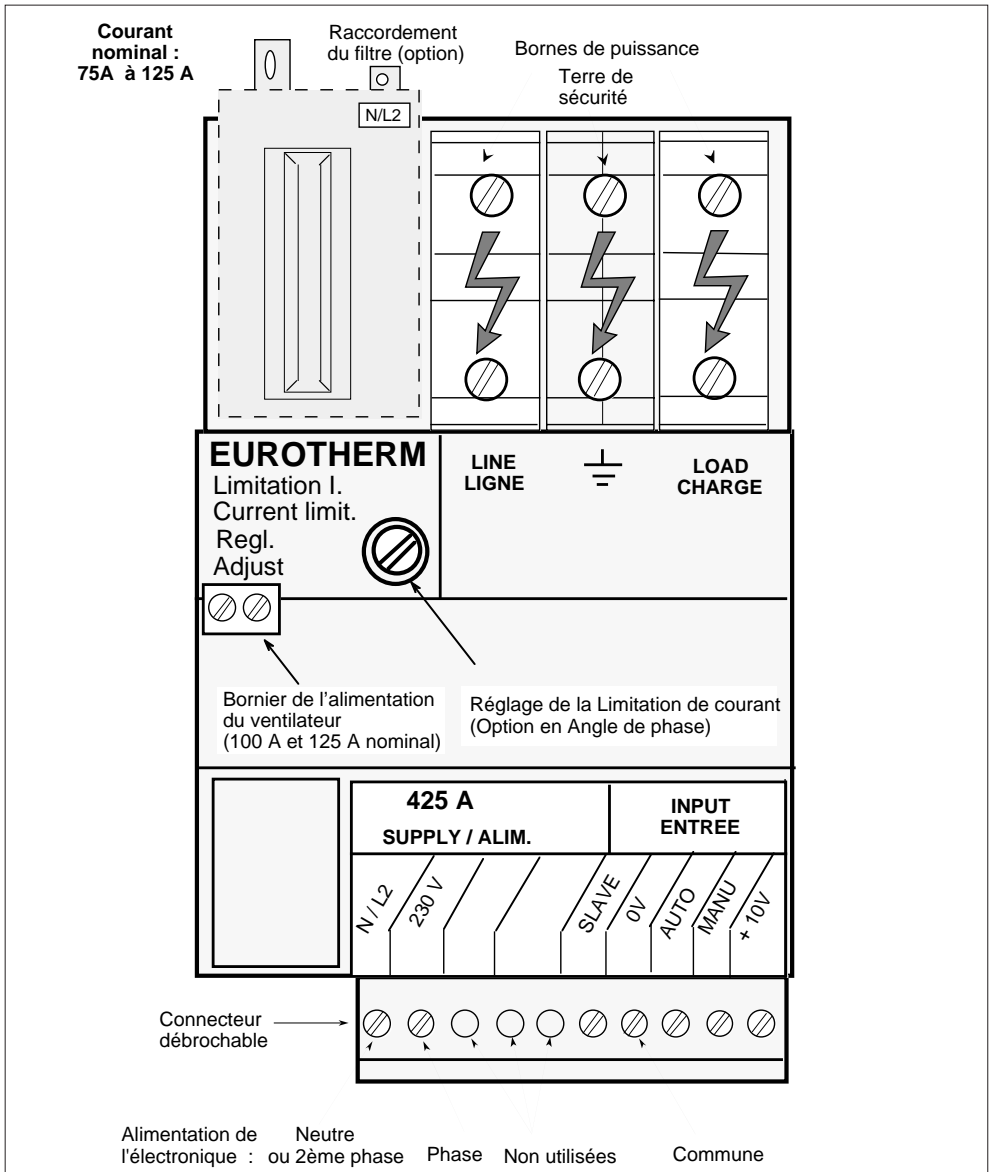 Courant
nominal :
75A à 125 A
Raccordement
du filtre (option)
Bornes de puissance
Terre de
sécurité
N/L2
EUROTHERM
Limitation I.
Current limit.
Regl.
Adjust
LINE
LIGNE
LOAD
CHARGE
Bornier de l'alimentation
du ventilateur
(100 A et 125 A nominal)
Réglage de la Limitation de courant
(Option en Angle de phase)
425 A
SUPPLY / ALIM.
INPUT
ENTREE
N / L2
230 V
SLAVE
0V
AUTO
MANU
+ 10V
Connecteur
débrochable
Alimentation de
l'électronique :
Neutre
ou 2ème phase
Phase
Non utilisées
Commune